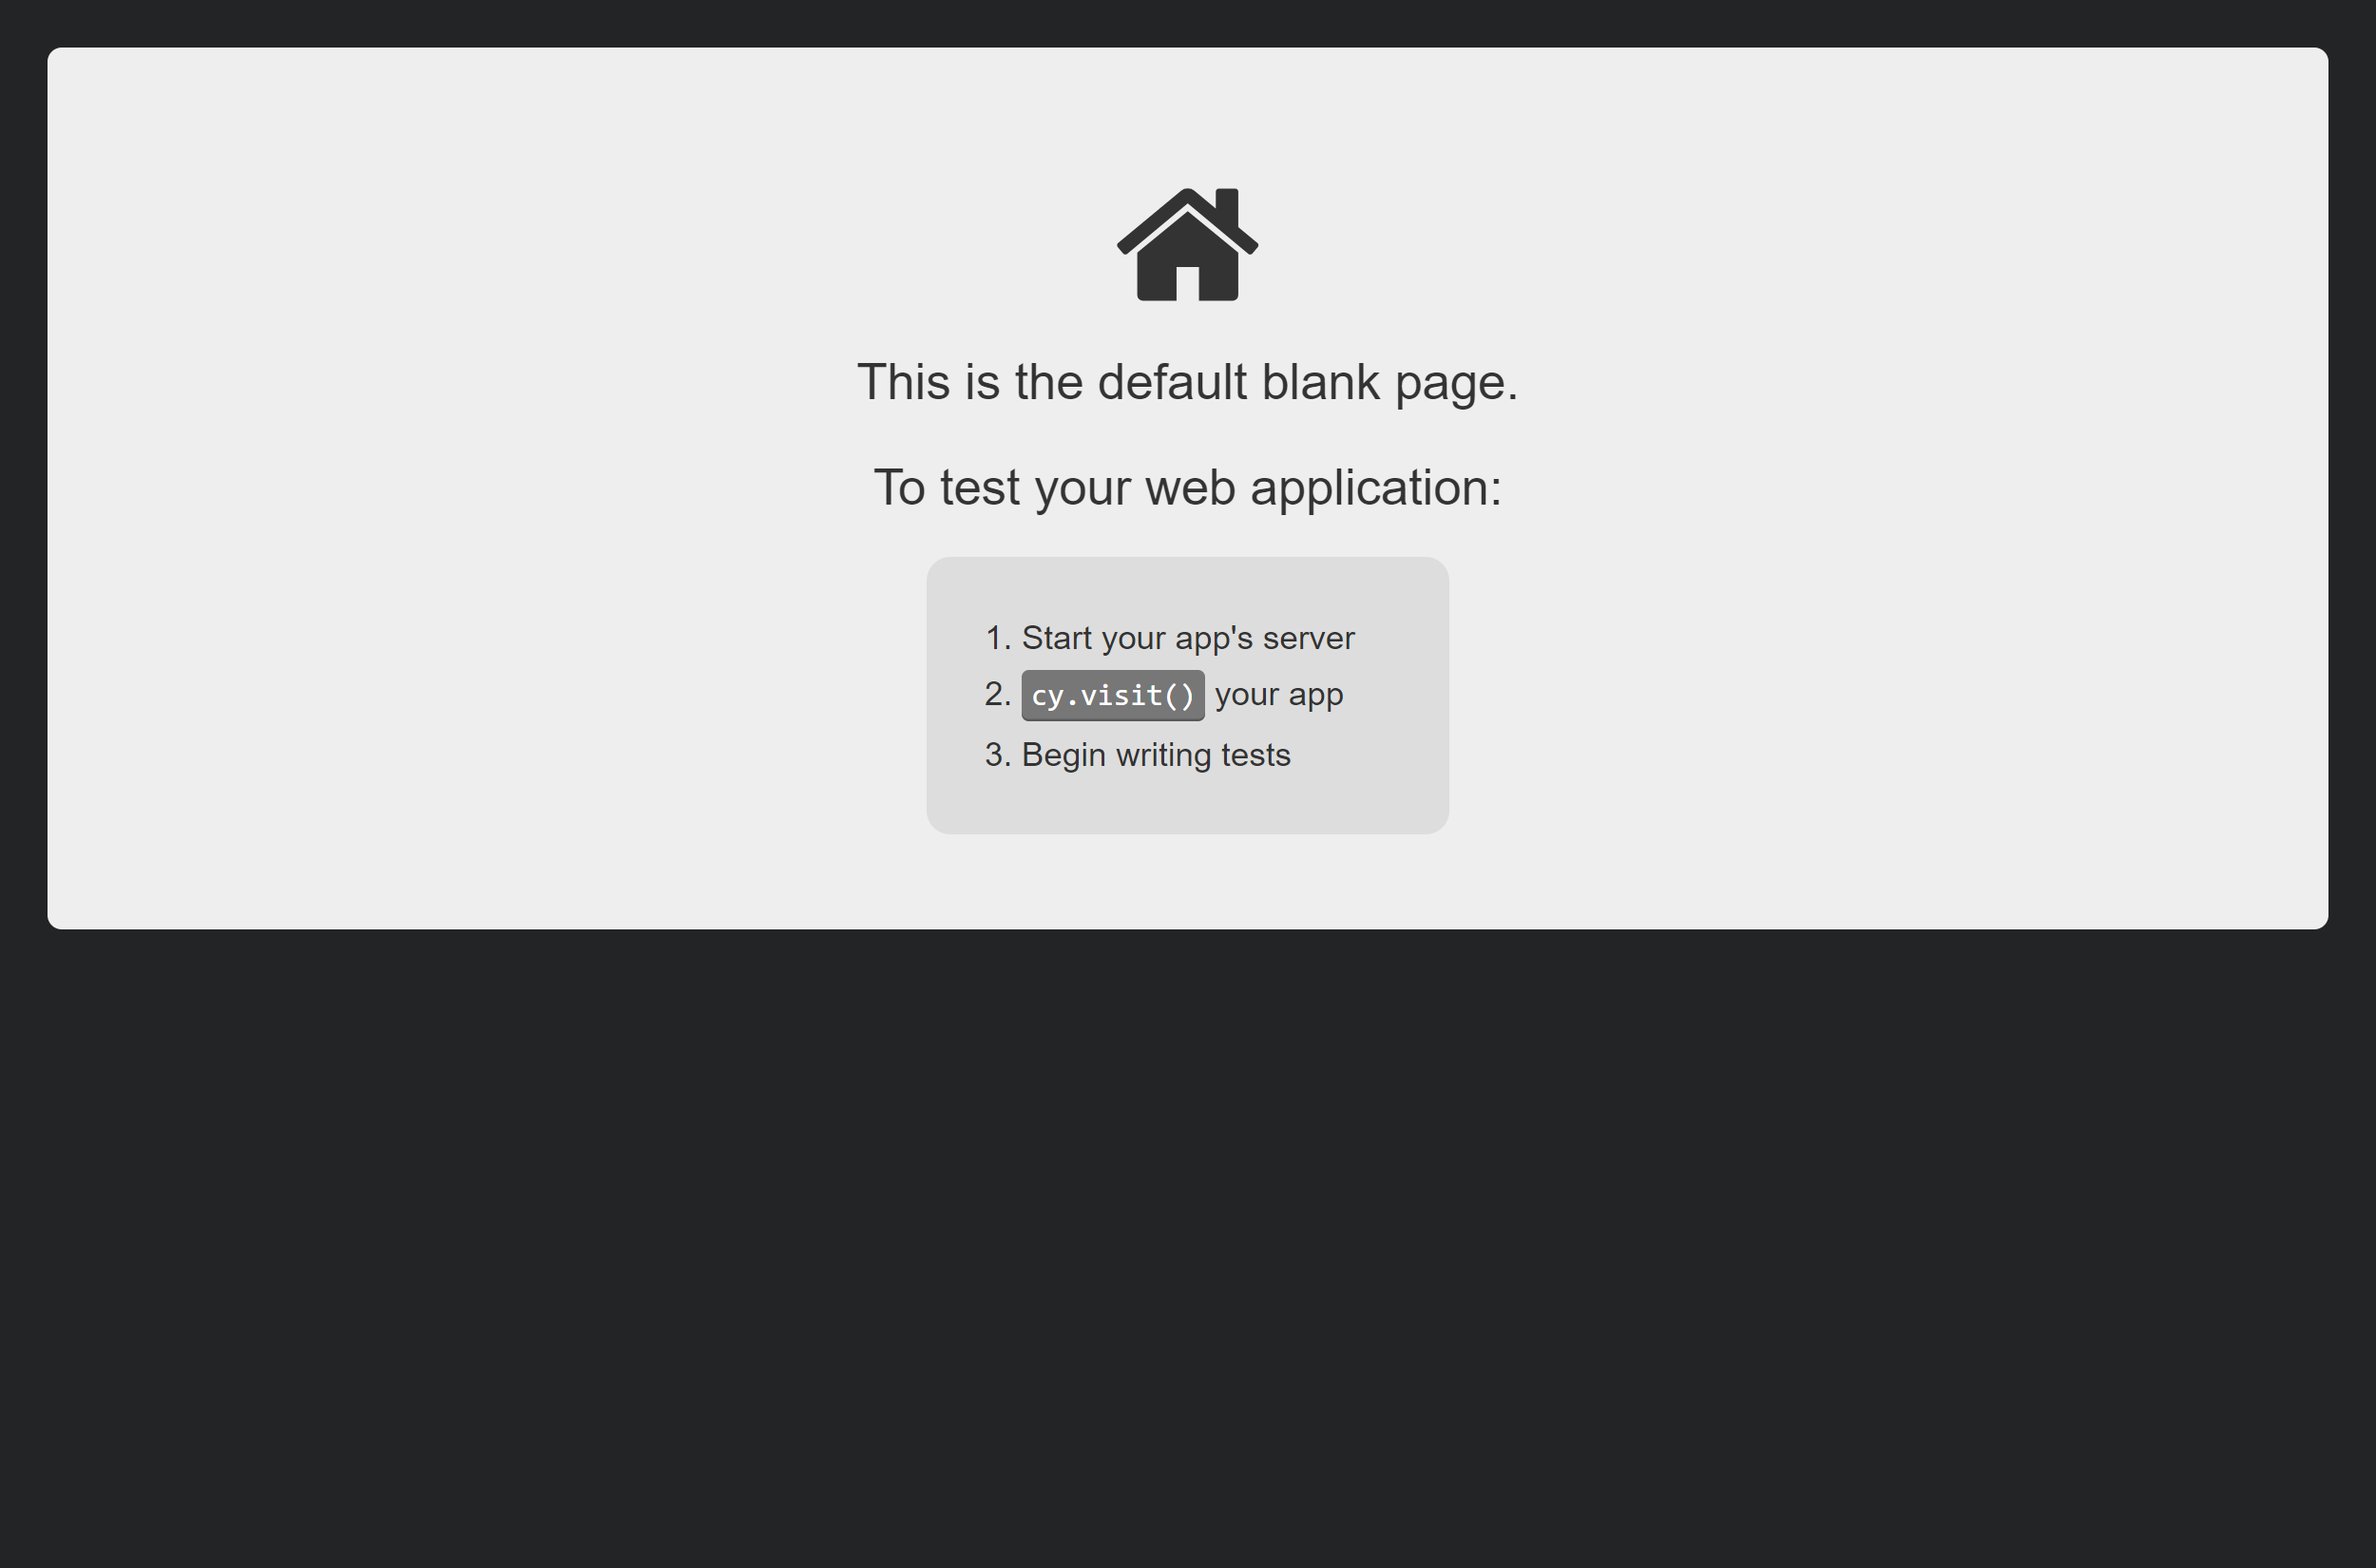 This is the default blank page.
To test your web application:
1. Start your app's server
2. cy.visit() your app
3. Begin writing tests